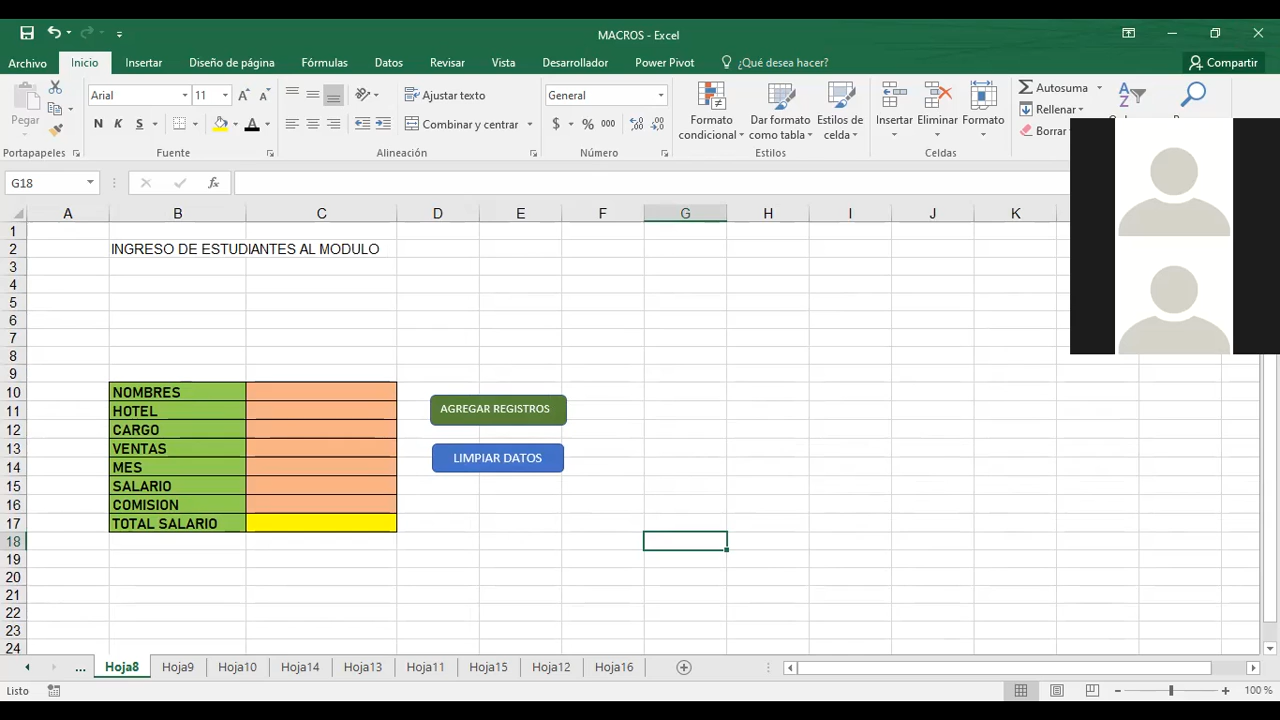 MACROS - Excel
Archivo Inicio Insertar Diseño de página Fórmulas Datos Revisar Vista Desarrollador Power Pivot ¿Qué desea hacer? Compartir
Pegar
Portapapeles
Arial 11
N K S
Fuente
Ajustar texto
Combinar y centrar
Alineación
General
$ % 000
Número
Formato condicional
Dar formato como tabla
Estilos de celda
Estilos
Insertar Eliminar Formato
Celdas
Autosuma
Rellenar
Borrar
G18 fx
A B C D E F G H I J K
1
2 INGRESO DE ESTUDIANTES AL MODULO
3
4
5
6
7
8
9
10 NOMBRES
11 HOTEL AGREGAR REGISTROS
12 CARGO
13 VENTAS LIMPIAR DATOS
14 MES
15 SALARIO
16 COMISION
17 TOTAL SALARIO
18
19
20
21
22
23
24
... Hoja8 Hoja9 Hoja10 Hoja14 Hoja13 Hoja11 Hoja15 Hoja12 Hoja16
Listo 100 %